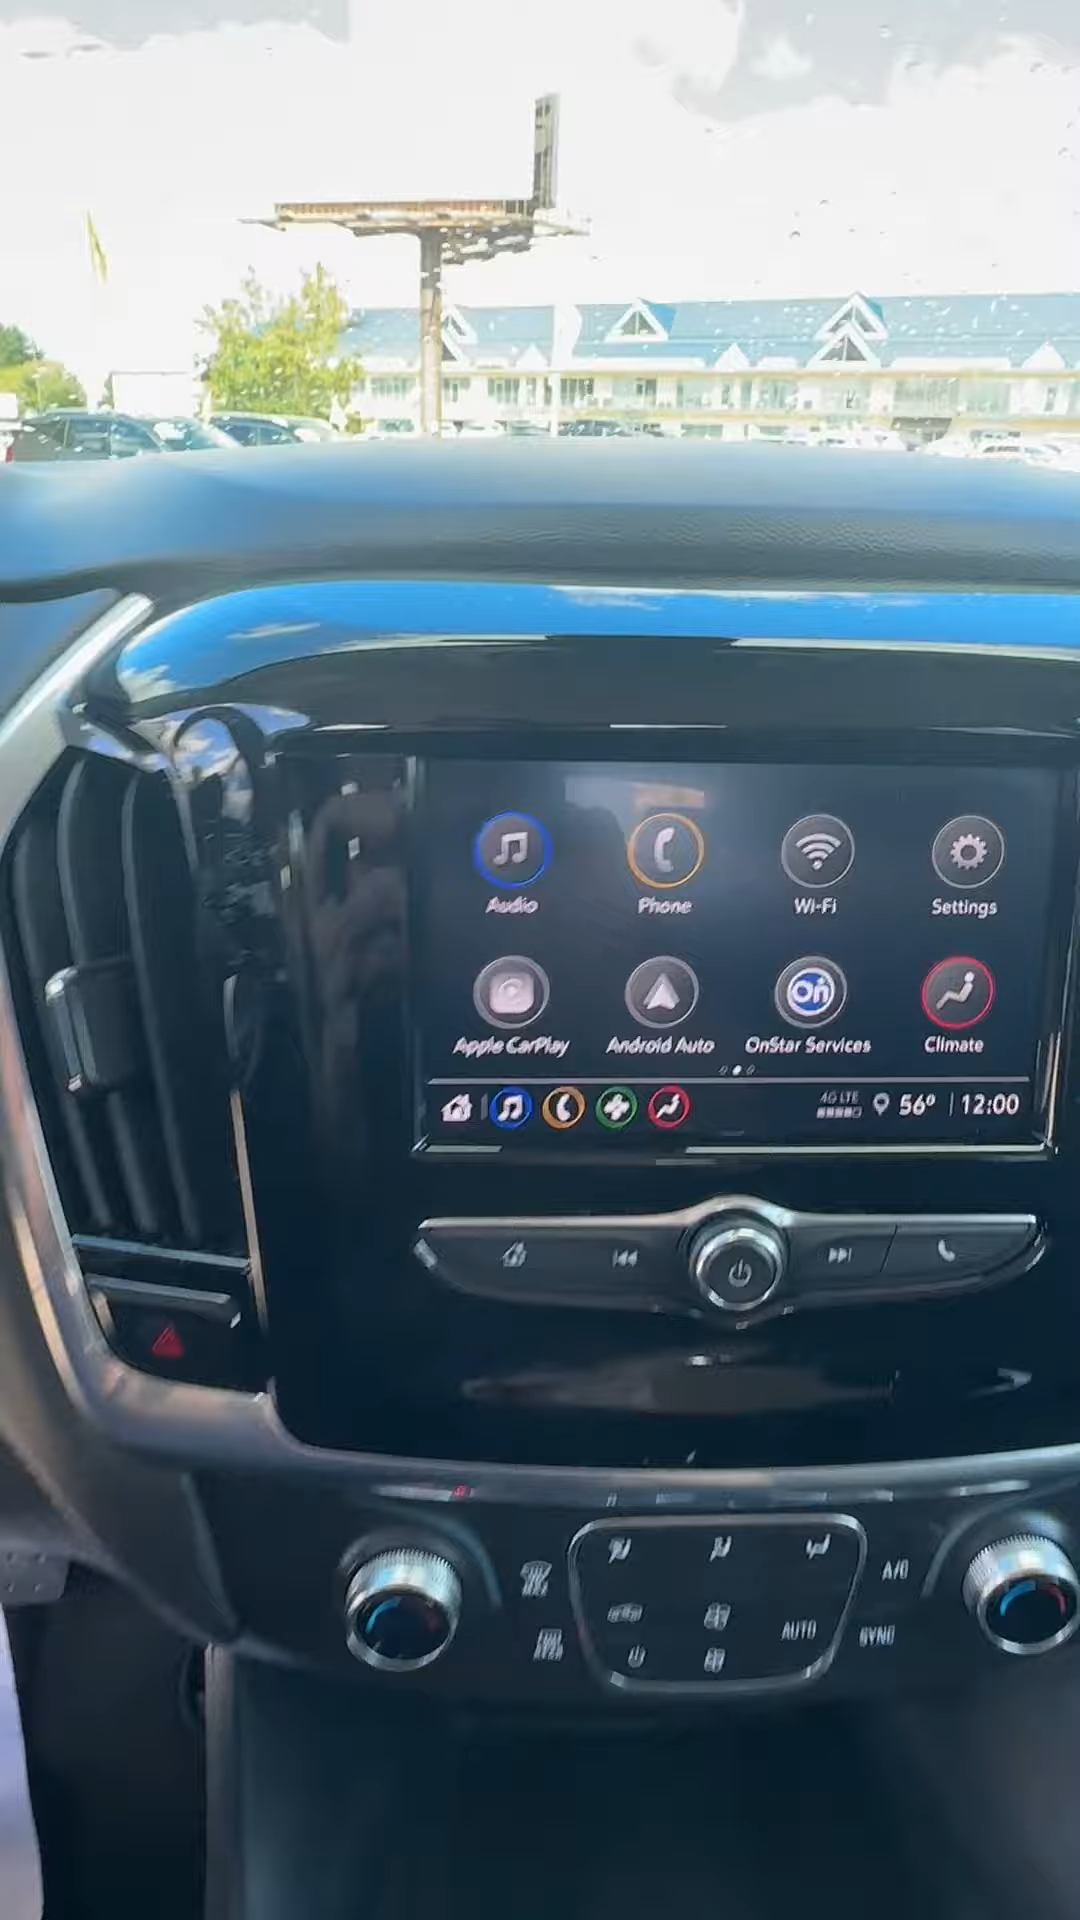 Audio Phone Wi-Fi Settings
On
Apple CarPlay Android Auto OnStar Services Climate
4G LTE 56° 12:00
A/C
AUTO SYNC